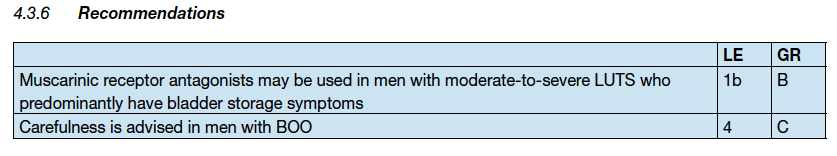 4.3.6 Recommendations
LE GR
Muscarinic receptor antagonists may be used in men with moderate-to-severe LUTS who 1b B
predominantly have bladder storage symptoms
Carefulness is advised in men with BOO 4 C